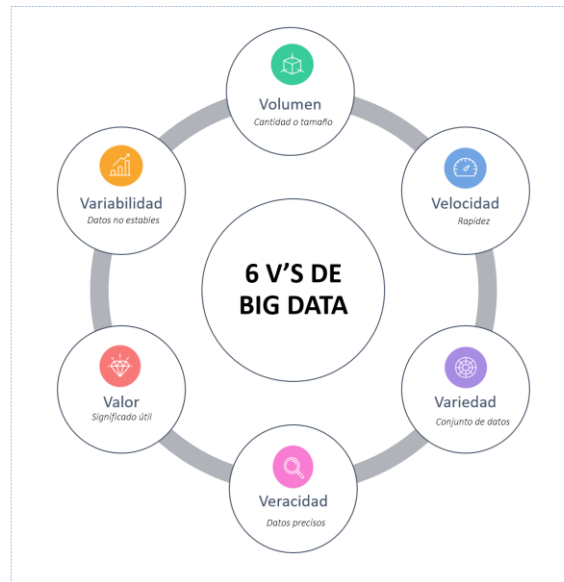 Volumen
Cantidad o tamaño
Variabilidad
Datos no estables
Velocidad
Rapidez
6 V'S DE
BIG DATA
Valor
Significado útil
Variedad
Conjunto de datos
Veracidad
Datos precisos